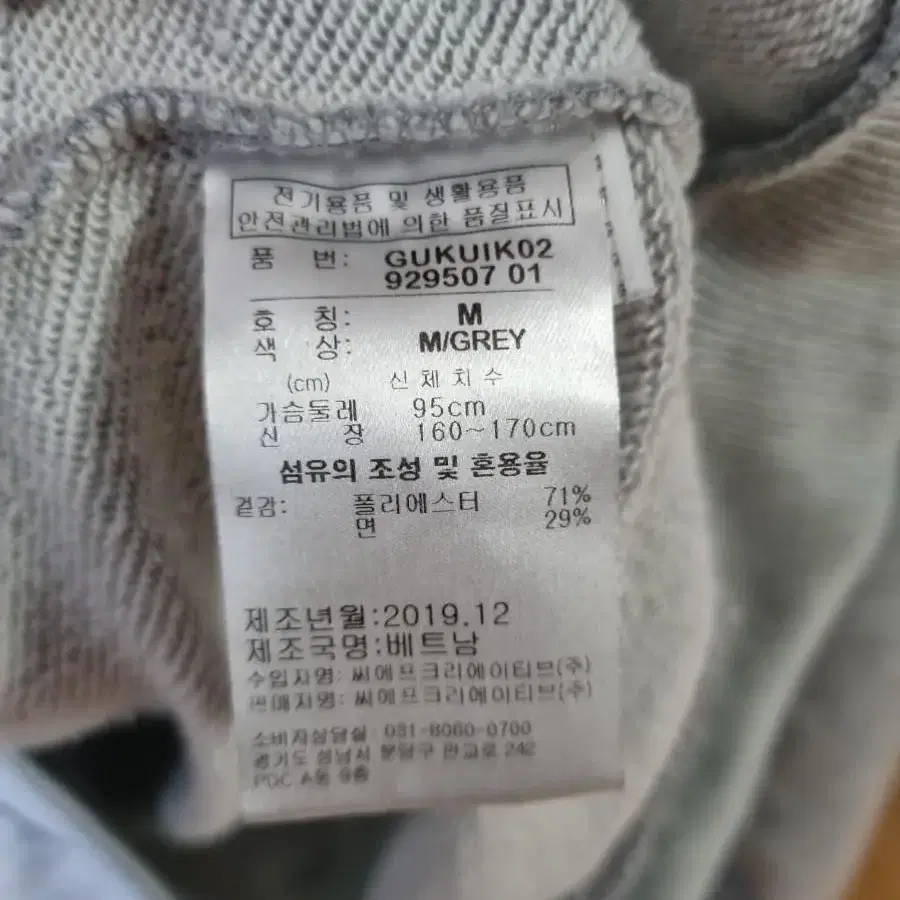 전기용품 및 생활용품
안전관리법에 의한 품질표시
품 번: GUKUIK02
929507 01
호 칭: M
색 상: M/GREY
(cm) 신체치수
가슴둘레 95cm
신 장 160~170cm
섬유의 조성 및 혼용율
겉감: 폴리에스터 71%
면 29%
제조년월:2019.12
제조국명:베트남
수입자명: 씨에프크리에이티브(주)
판매자명: 씨에프크리에이티브(주)
소비자상담실 031-8060-0700
경기도 성남시 분당구 판교로 242
PDC A동 9층